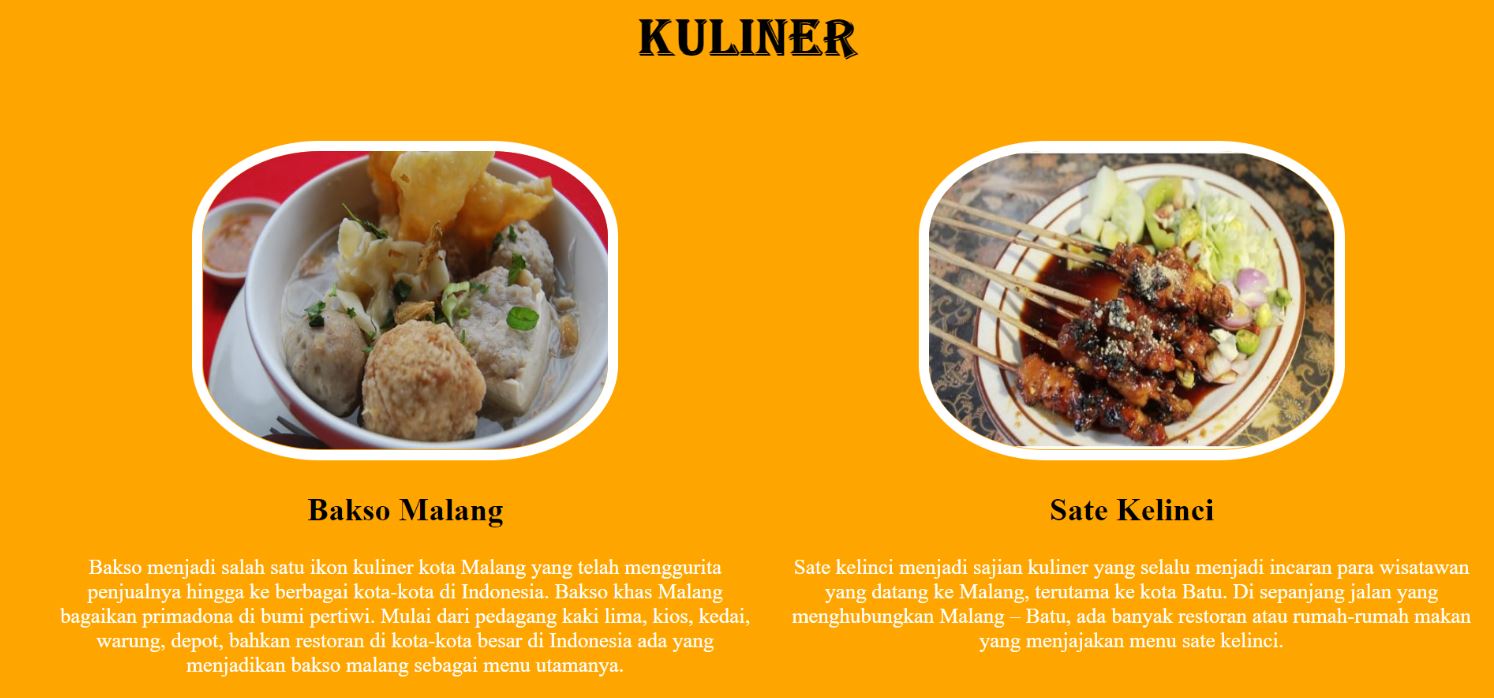 KULINER
Bakso Malang
Bakso menjadi salah satu ikon kuliner kota Malang yang telah menggurita
penjualnya hingga ke berbagai kota-kota di Indonesia. Bakso khas Malang
bagaikan primadona di bumi pertiwi. Mulai dari pedagang kaki lima, kios, kedai,
warung, depot, bahkan restoran di kota-kota besar di Indonesia ada yang
menjadikan bakso malang sebagai menu utamanya.
Sate Kelinci
Sate kelinci menjadi sajian kuliner yang selalu menjadi incaran para wisatawan
yang datang ke Malang, terutama ke kota Batu. Di sepanjang jalan yang
menghubungkan Malang – Batu, ada banyak restoran atau rumah-rumah makan
yang menjajakan menu sate kelinci.